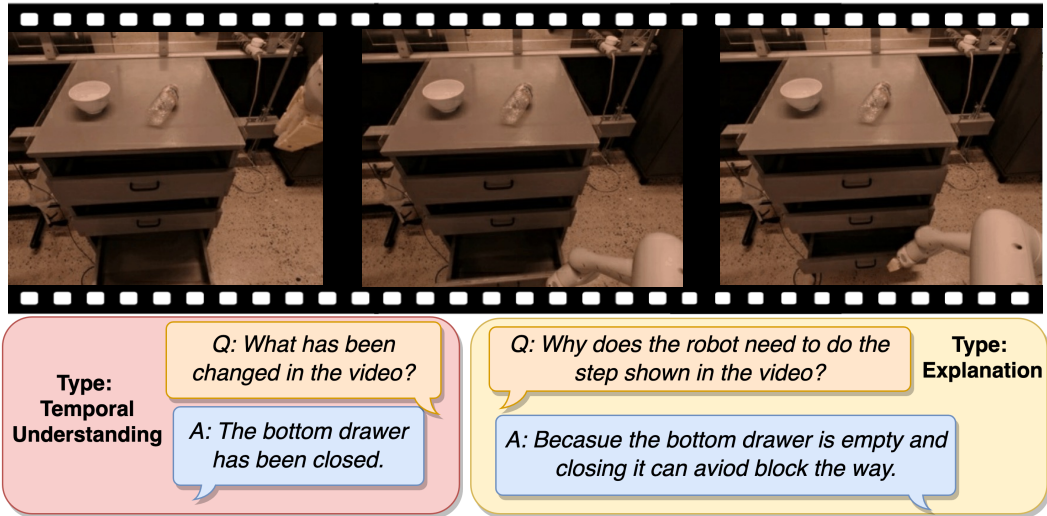 Type:
Temporal
Understanding
Q: What has been
changed in the video?
A: The bottom drawer
has been closed.
Q: Why does the robot need to do the
step shown in the video?
Type:
Explanation
A: Becasue the bottom drawer is empty and
closing it can aviod block the way.